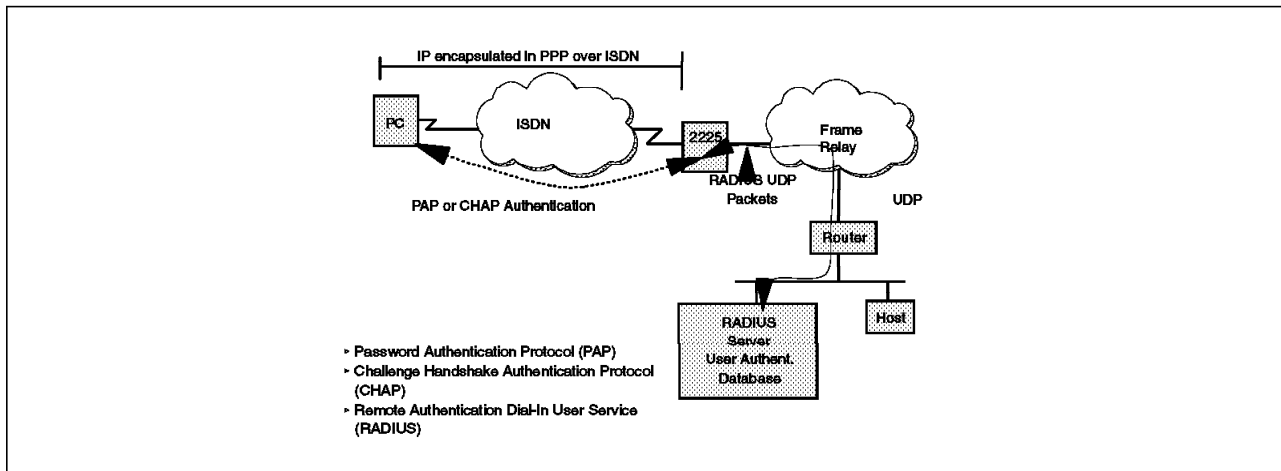 IP encapsulated in PPP over ISDN
PC
ISDN
2225
Frame
Relay
RADIUS UDP
Packets
UDP
PAP or CHAP Authentication
Router
Host
RADIUS
Server
User Authent.
Database
▸ Password Authentication Protocol (PAP)
▸ Challenge Handshake Authentication Protocol
(CHAP)
▸ Remote Authentication Dial-In User Service
(RADIUS)